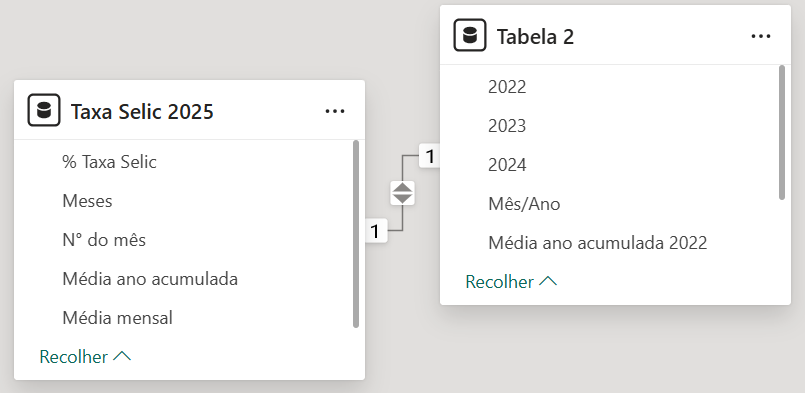 Taxa Selic 2025
% Taxa Selic
Meses
N° do mês
Média ano acumulada
Média mensal
Recolher
1
1
Tabela 2
2022
2023
2024
Mês/Ano
Média ano acumulada 2022
Recolher